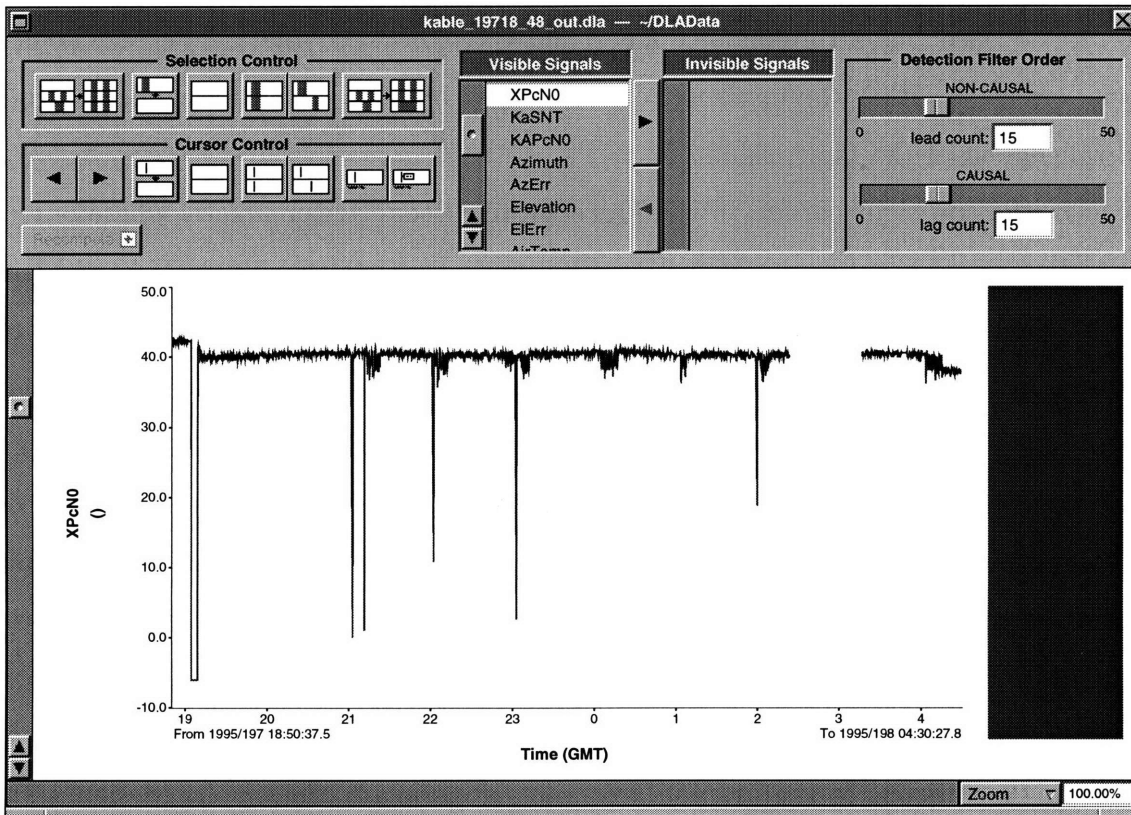 kable_19718_48_out.dla — ~/DLAData
Selection Control
Cursor Control
Recompute
Visible Signals
XPcN0
KaSNT
KAPcN0
Azimuth
AzErr
Elevation
ElErr
AirTemp
Invisible Signals
Detection Filter Order
NON-CAUSAL
0 50
lead count: 15
CAUSAL
0 50
lag count: 15
50.0
40.0
30.0
20.0
10.0
0.0
-10.0
XPcN0
()
19 20 21 22 23 0 1 2 3 4
From 1995/197 18:50:37.5 To 1995/198 04:30:27.8
Time (GMT)
Zoom 100.00%